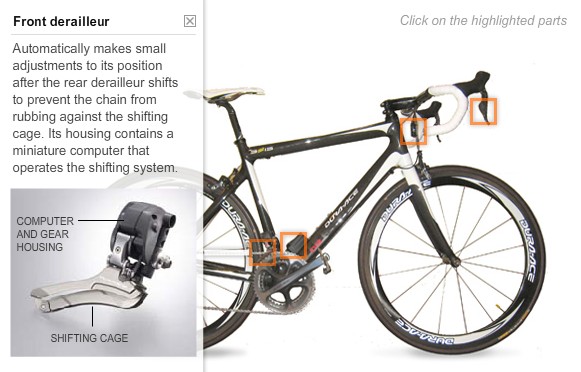 Front derailleur
Click on the highlighted parts
Automatically makes small
adjustments to its position
after the rear derailleur shifts
to prevent the chain from
rubbing against the shifting
cage. Its housing contains a
miniature computer that
operates the shifting system.
COMPUTER
AND GEAR
HOUSING
SHIFTING CAGE
DURA-ACE
DURA-ACE
DURA-ACE
DURA-ACE
DURA-ACE